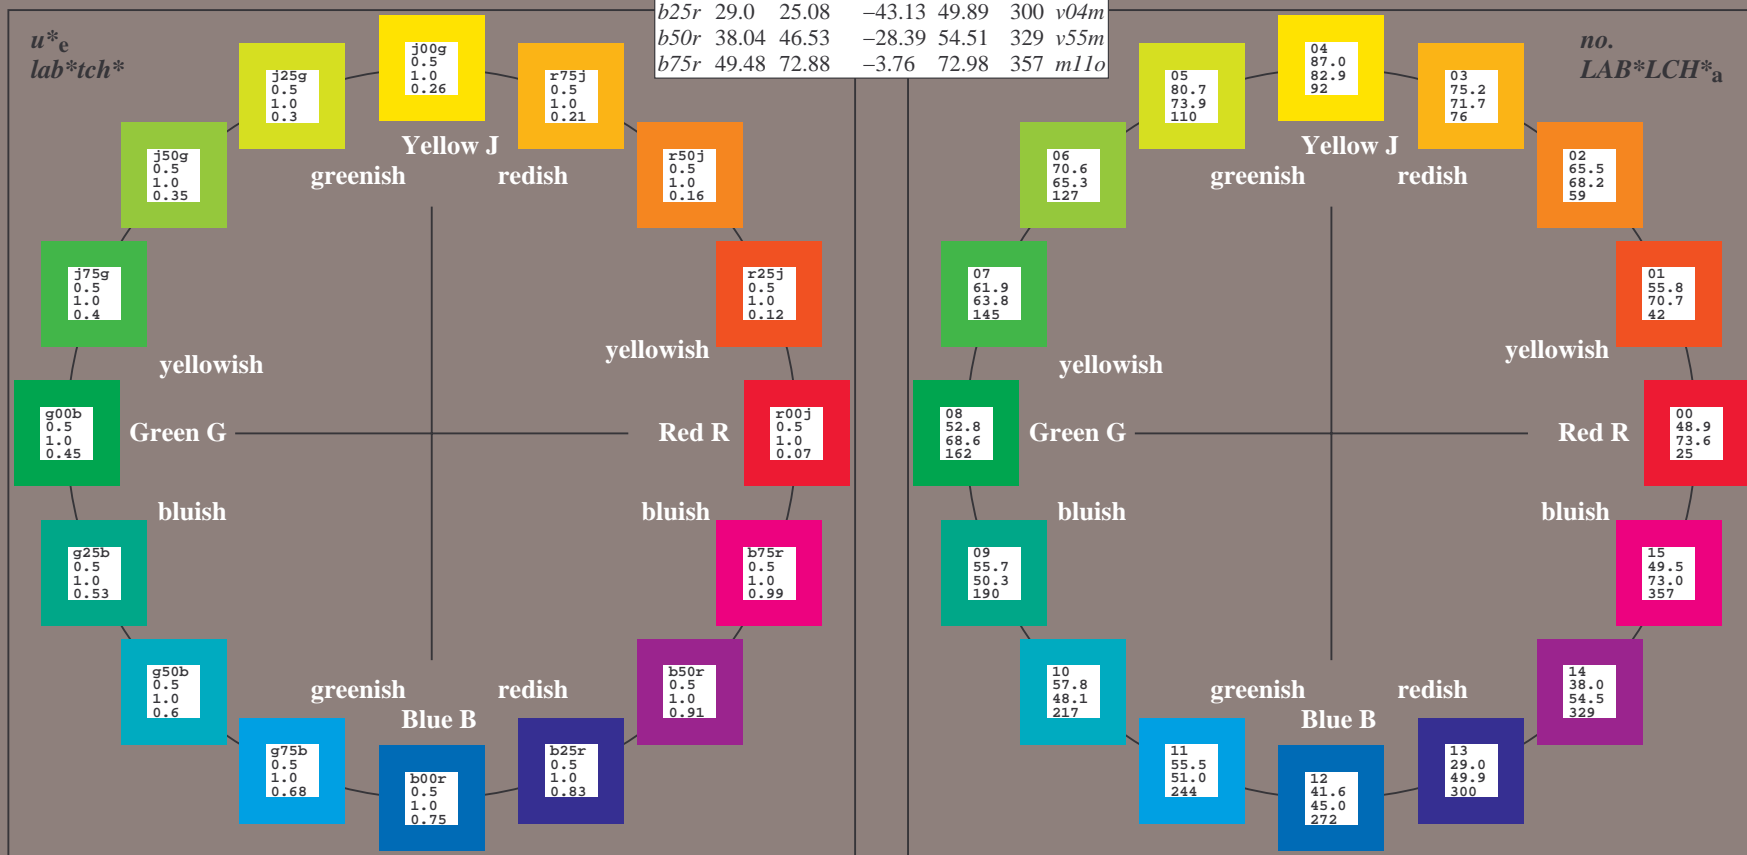 b25r 29.0 25.08 −43.13 49.89 300 v04m
b50r 38.04 46.53 −28.39 54.51 329 v55m
b75r 49.48 72.88 −3.76 72.98 357 m11o
u*e
lab*tch*
j00g
0.5
1.0
0.26
j25g
0.5
1.0
0.3
r75j
0.5
1.0
0.21
j50g
0.5
1.0
0.35
r50j
0.5
1.0
0.16
Yellow J
greenish redish
j75g
0.5
1.0
0.4
r25j
0.5
1.0
0.12
yellowish
yellowish
g00b
0.5
1.0
0.45
Green G
Red R
r00j
0.5
1.0
0.07
bluish
bluish
g25b
0.5
1.0
0.53
b75r
0.5
1.0
0.99
g50b
0.5
1.0
0.6
b50r
0.5
1.0
0.91
greenish redish
Blue B
g75b
0.5
1.0
0.68
b00r
0.5
1.0
0.75
b25r
0.5
1.0
0.83
no.
LAB*LCH*a
04
87.0
82.9
92
05
80.7
73.9
110
03
75.2
71.7
76
06
70.6
65.3
127
02
65.5
68.2
59
Yellow J
greenish redish
07
61.9
63.8
145
01
55.8
70.7
42
yellowish
yellowish
08
52.8
68.6
162
Green G
Red R
00
48.9
73.6
25
bluish
bluish
09
55.7
50.3
190
15
49.5
73.0
357
10
57.8
48.1
217
14
38.0
54.5
329
greenish redish
Blue B
11
55.5
51.0
244
12
41.6
45.0
272
13
29.0
49.9
300